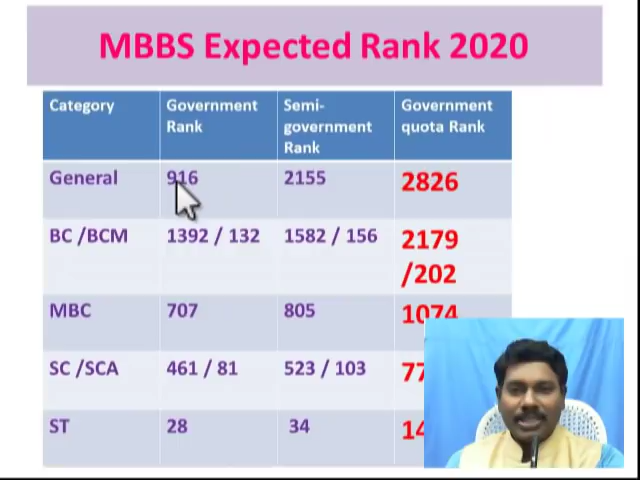 MBBS Expected Rank 2020
Category Government Rank Semi-government Rank Government quota Rank
General 916 2155 2826
BC /BCM 1392 / 132 1582 / 156 2179 /202
MBC 707 805 1074
SC /SCA 461 / 81 523 / 103
ST 28 34